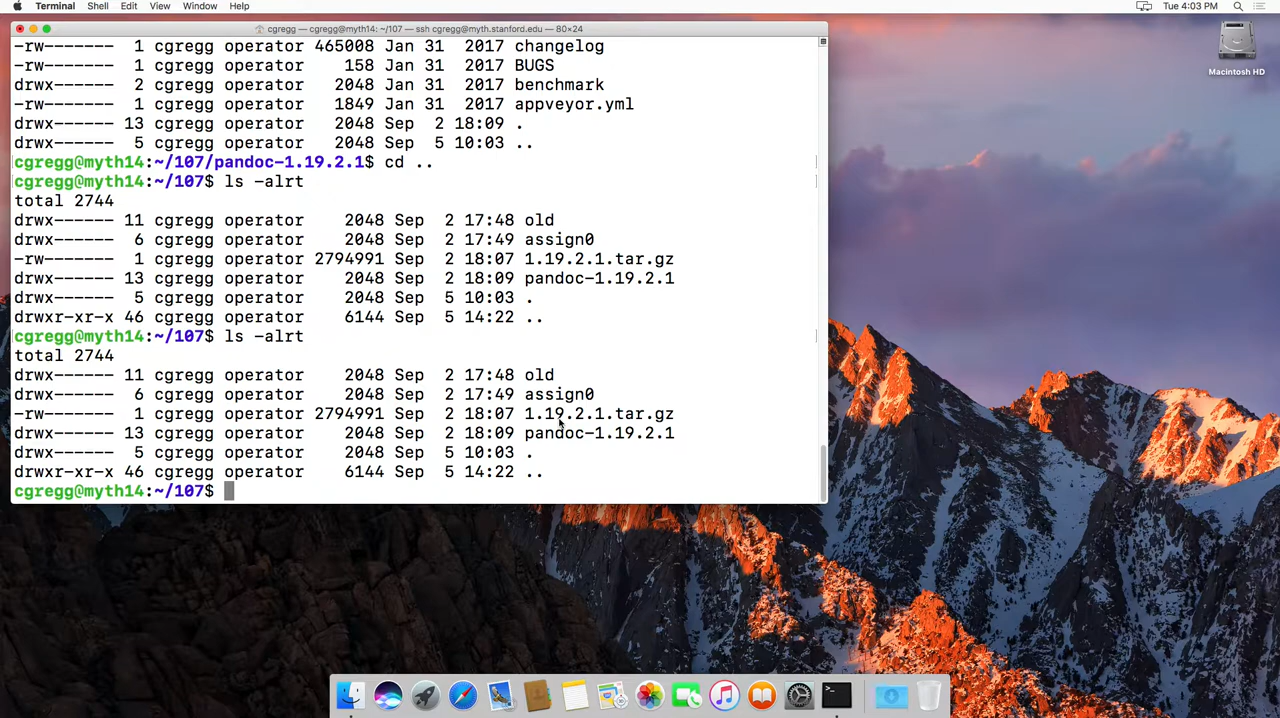 Terminal Shell Edit View Window Help Tue 4:03 PM
cgregg — cgregg@myth14: ~/107 — ssh cgregg@myth.stanford.edu — 80×24
-rw------- 1 cgregg operator 465008 Jan 31 2017 changelog
-rw------- 1 cgregg operator 158 Jan 31 2017 BUGS
drwx------ 2 cgregg operator 2048 Jan 31 2017 benchmark
-rw------- 1 cgregg operator 1849 Jan 31 2017 appveyor.yml
drwx------ 13 cgregg operator 2048 Sep 2 18:09 .
drwx------ 5 cgregg operator 2048 Sep 5 10:03 ..
cgregg@myth14:~/107/pandoc-1.19.2.1$ cd ..
cgregg@myth14:~/107$ ls -alrt
total 2744
drwx------ 11 cgregg operator 2048 Sep 2 17:48 old
drwx------ 6 cgregg operator 2048 Sep 2 17:49 assign0
-rw------- 1 cgregg operator 2794991 Sep 2 18:07 1.19.2.1.tar.gz
drwx------ 13 cgregg operator 2048 Sep 2 18:09 pandoc-1.19.2.1
drwx------ 5 cgregg operator 2048 Sep 5 10:03 .
drwxr-xr-x 46 cgregg operator 6144 Sep 5 14:22 ..
cgregg@myth14:~/107$ ls -alrt
total 2744
drwx------ 11 cgregg operator 2048 Sep 2 17:48 old
drwx------ 6 cgregg operator 2048 Sep 2 17:49 assign0
-rw------- 1 cgregg operator 2794991 Sep 2 18:07 1.19.2.1.tar.gz
drwx------ 13 cgregg operator 2048 Sep 2 18:09 pandoc-1.19.2.1
drwx------ 5 cgregg operator 2048 Sep 5 10:03 .
drwxr-xr-x 46 cgregg operator 6144 Sep 5 14:22 ..
cgregg@myth14:~/107$
Macintosh HD